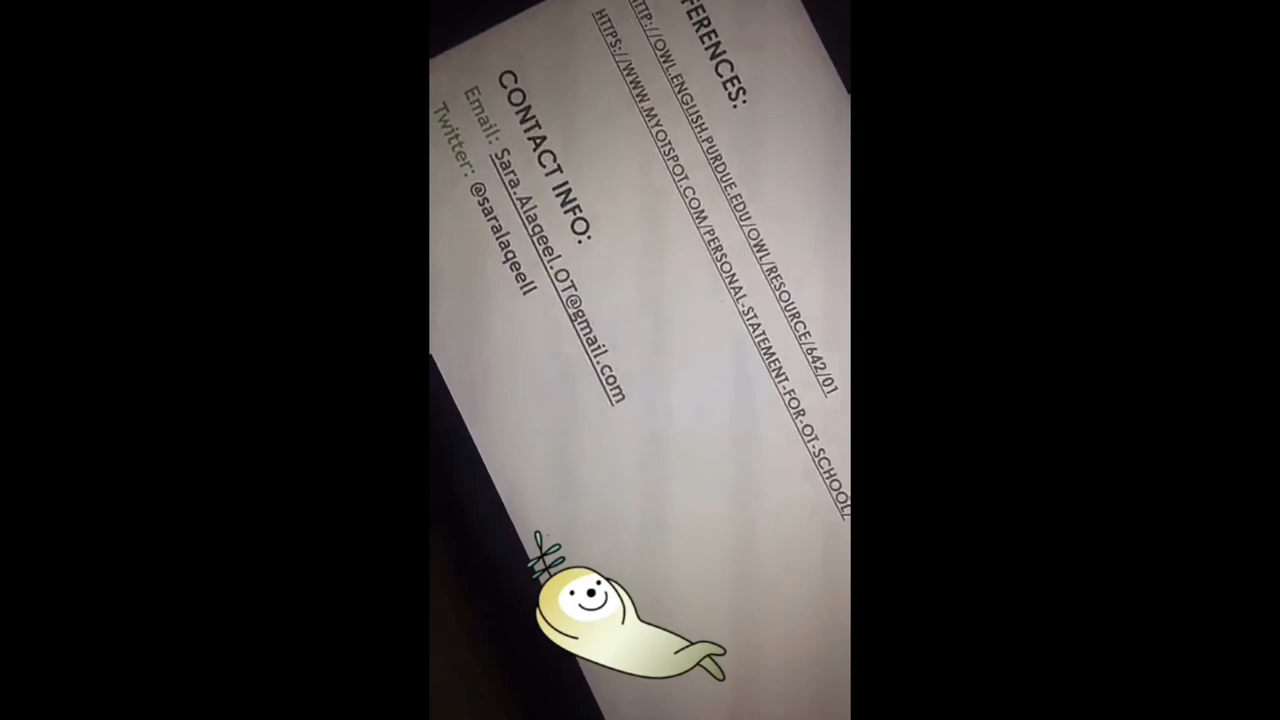 FERENCES:
TTP://OWL.ENGLISH.PURDUE.EDU/OWL/RESOURCE/642/01
HTTPS://WWW.MYOTSPOT.COM/PERSONAL-STATEMENT-FOR-OT-SCHOOL/
CONTACT INFO:
Email: Sara.Alaqeel.OT@gmail.com
Twitter: @saralaqeell